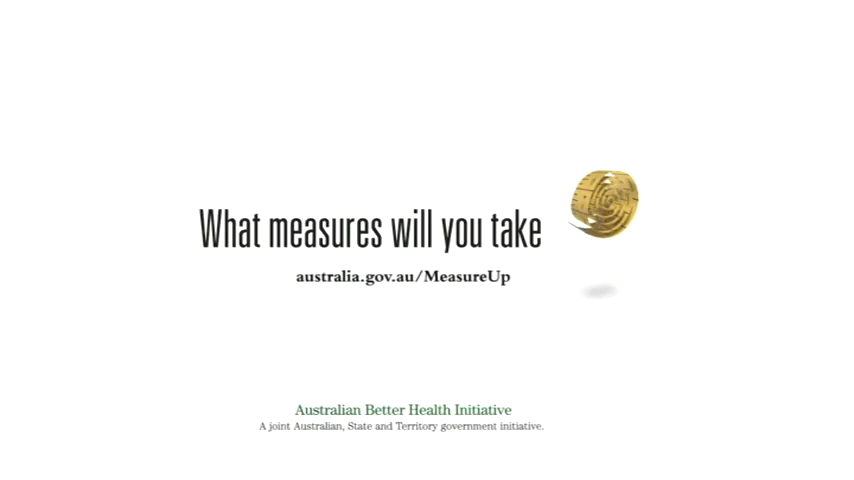 What measures will you take
australia.gov.au/MeasureUp
Australian Better Health Initiative
A joint Australian, State and Territory government initiative.